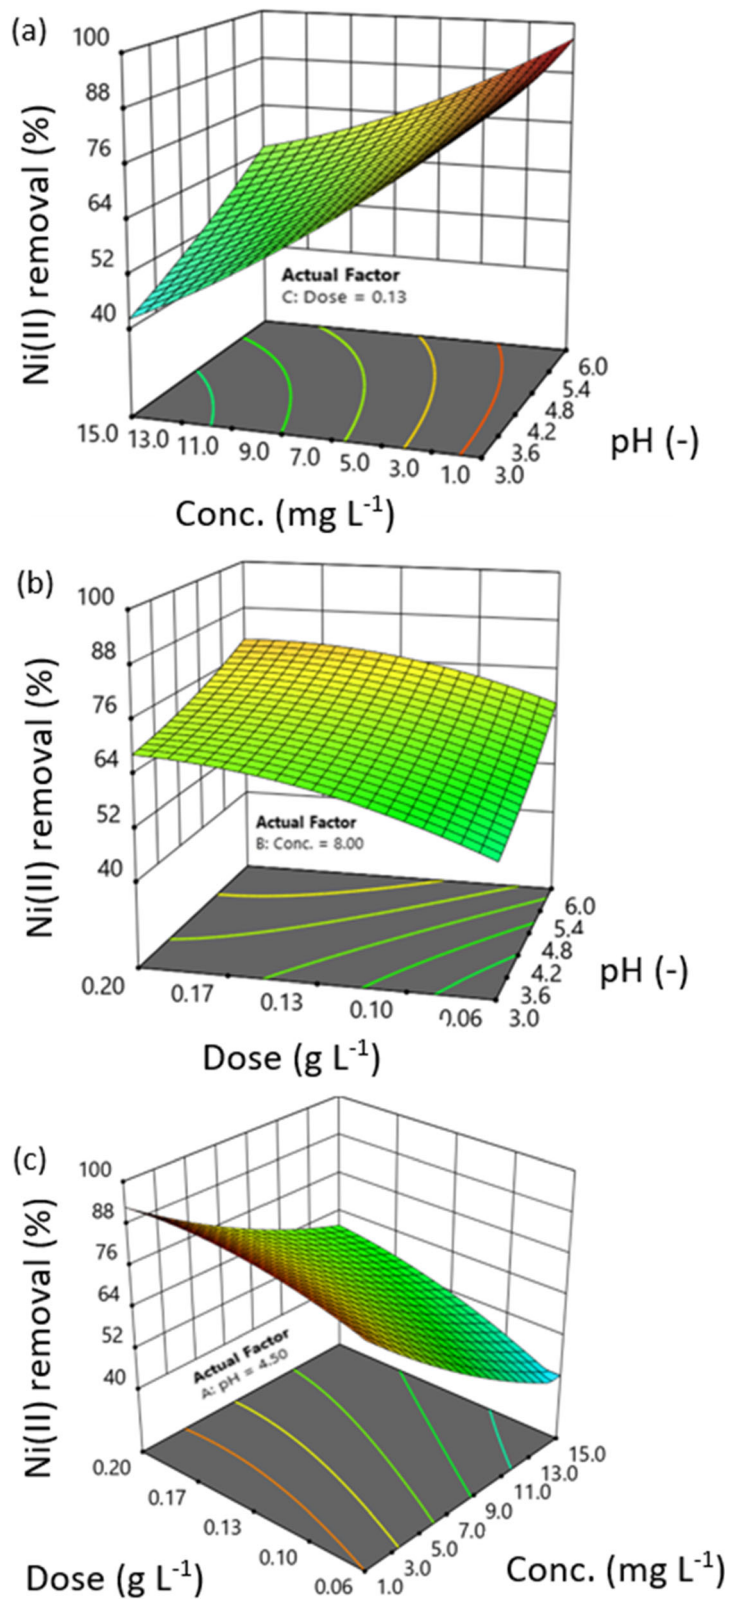 (a)
100
88
76
64
52
40
Ni(II) removal (%)
Actual Factor
C: Dose = 0.13
15.0 13.0 11.0 9.0 7.0 5.0 3.0 1.0
3.0 3.6 4.2 4.8 5.4 6.0
pH (-)
Conc. (mg L-1)
(b)
100
88
76
64
52
40
Ni(II) removal (%)
Actual Factor
B: Conc. = 8.00
0.20 0.17 0.13 0.10 0.06
3.0 3.6 4.2 4.8 5.4 6.0
pH (-)
Dose (g L-1)
(c)
100
88
76
64
52
40
Ni(II) removal (%)
Actual Factor
A: pH = 4.50
0.20 0.17 0.13 0.10 0.06
1.0 3.0 5.0 7.0 9.0 11.0 13.0 15.0
Dose (g L-1)
Conc. (mg L-1)